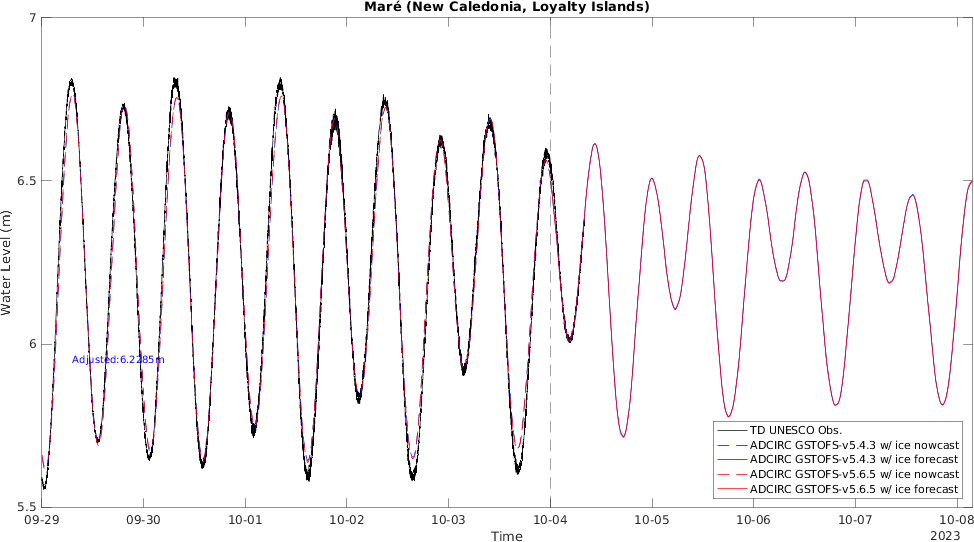 Maré (New Caledonia, Loyalty Islands)
7
6.5
6
5.5
Water Level (m)
Adjusted:6.2285m
TD UNESCO Obs.
ADCIRC GSTOFS-v5.4.3 w/ ice nowcast
ADCIRC GSTOFS-v5.4.3 w/ ice forecast
ADCIRC GSTOFS-v5.6.5 w/ ice nowcast
ADCIRC GSTOFS-v5.6.5 w/ ice forecast
09-29 09-30 10-01 10-02 10-03 10-04 10-05 10-06 10-07 10-08
Time 2023